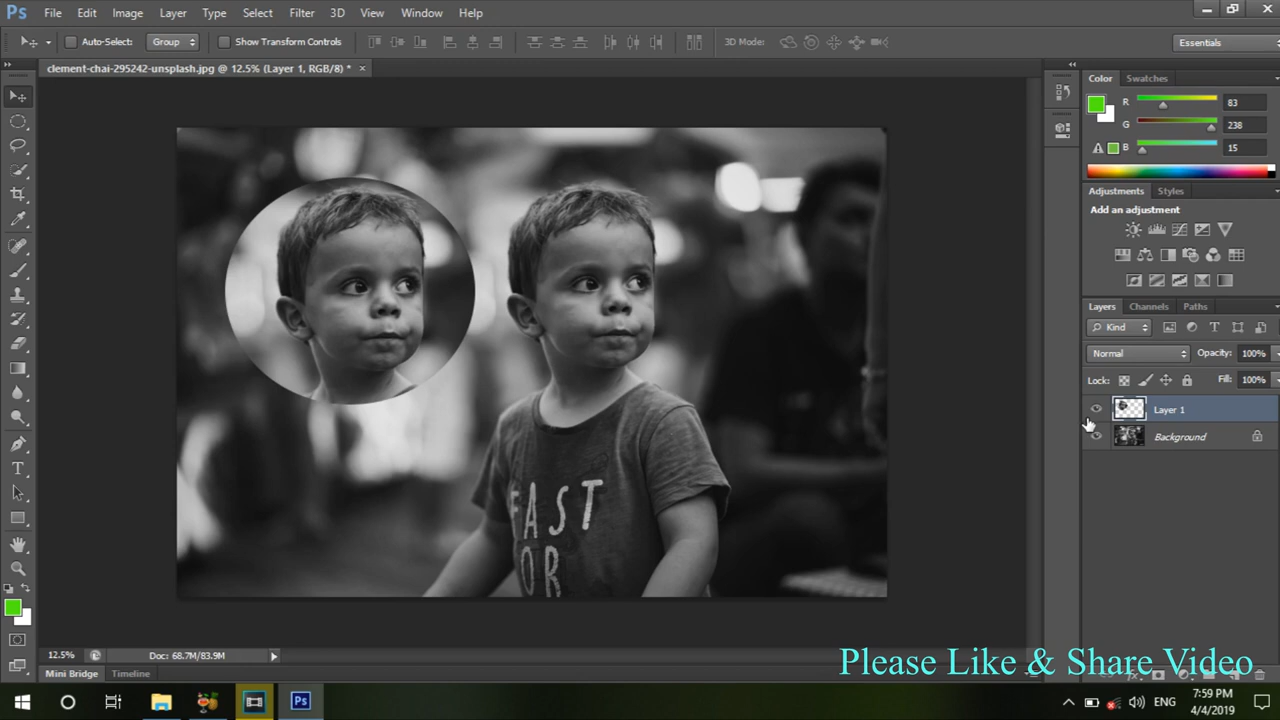 Ps File Edit Image Layer Type Select Filter 3D View Window Help
Auto-Select: Group Show Transform Controls 3D Mode: Essentials
clement-chai-295242-unsplash.jpg @ 12.5% (Layer 1, RGB/8) *
Color Swatches
R 83
G 238
B 15
Adjustments Styles
Add an adjustment
Layers Channels Paths
Kind
Normal Opacity: 100%
Lock: Fill: 100%
Layer 1
Background
FAST
OR
12.5% Doc: 68.7M/83.9M
Mini Bridge Timeline
Please Like & Share Video
Ps ENG 7:59 PM
4/4/2019